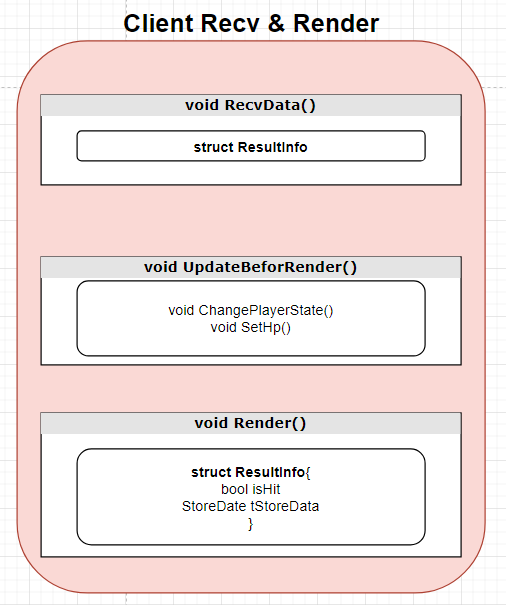 Client Recv & Render
void RecvData()
struct ResultInfo
void UpdateBeforRender()
void ChangePlayerState()
void SetHp()
void Render()
struct ResultInfo{
bool isHit
StoreDate tStoreData
}